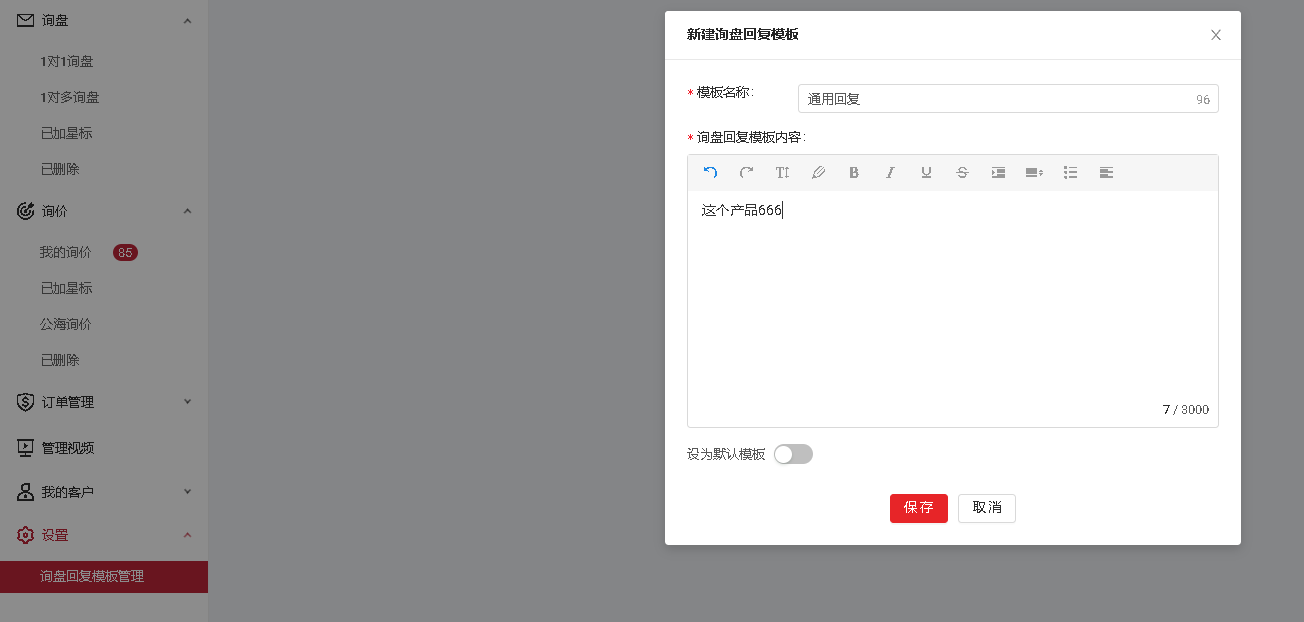 询盘
1对1询盘
1对多询盘
已加星标
已删除
询价
我的询价 85
已加星标
公海询价
已删除
订单管理
管理视频
我的客户
设置
询盘回复模板管理
新建询盘回复模板
* 模板名称:
通用回复 96
* 询盘回复模板内容:
这个产品666
7 / 3000
设为默认模板
保存 取消